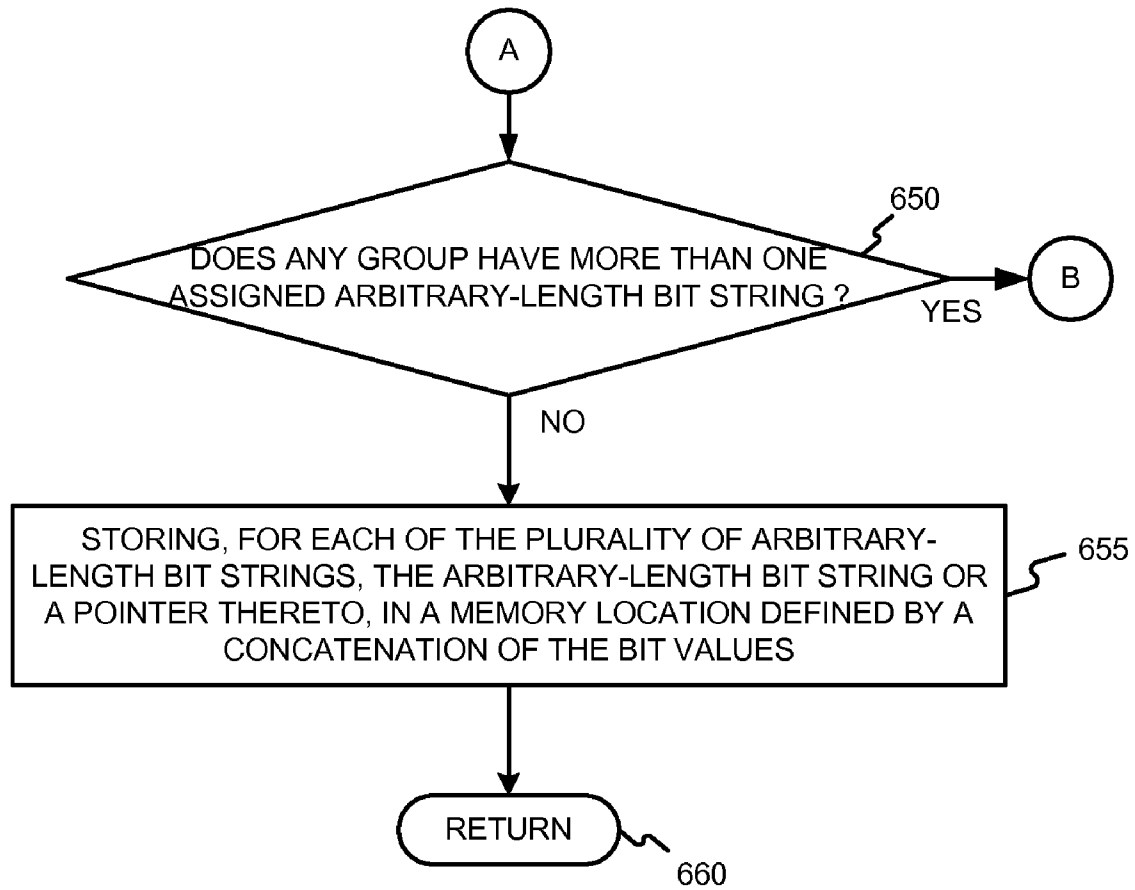 A
650
DOES ANY GROUP HAVE MORE THAN ONE
ASSIGNED ARBITRARY-LENGTH BIT STRING ?
B
YES
NO
STORING, FOR EACH OF THE PLURALITY OF ARBITRARY-
LENGTH BIT STRINGS, THE ARBITRARY-LENGTH BIT STRING OR
A POINTER THERETO, IN A MEMORY LOCATION DEFINED BY A
CONCATENATION OF THE BIT VALUES
655
RETURN
660